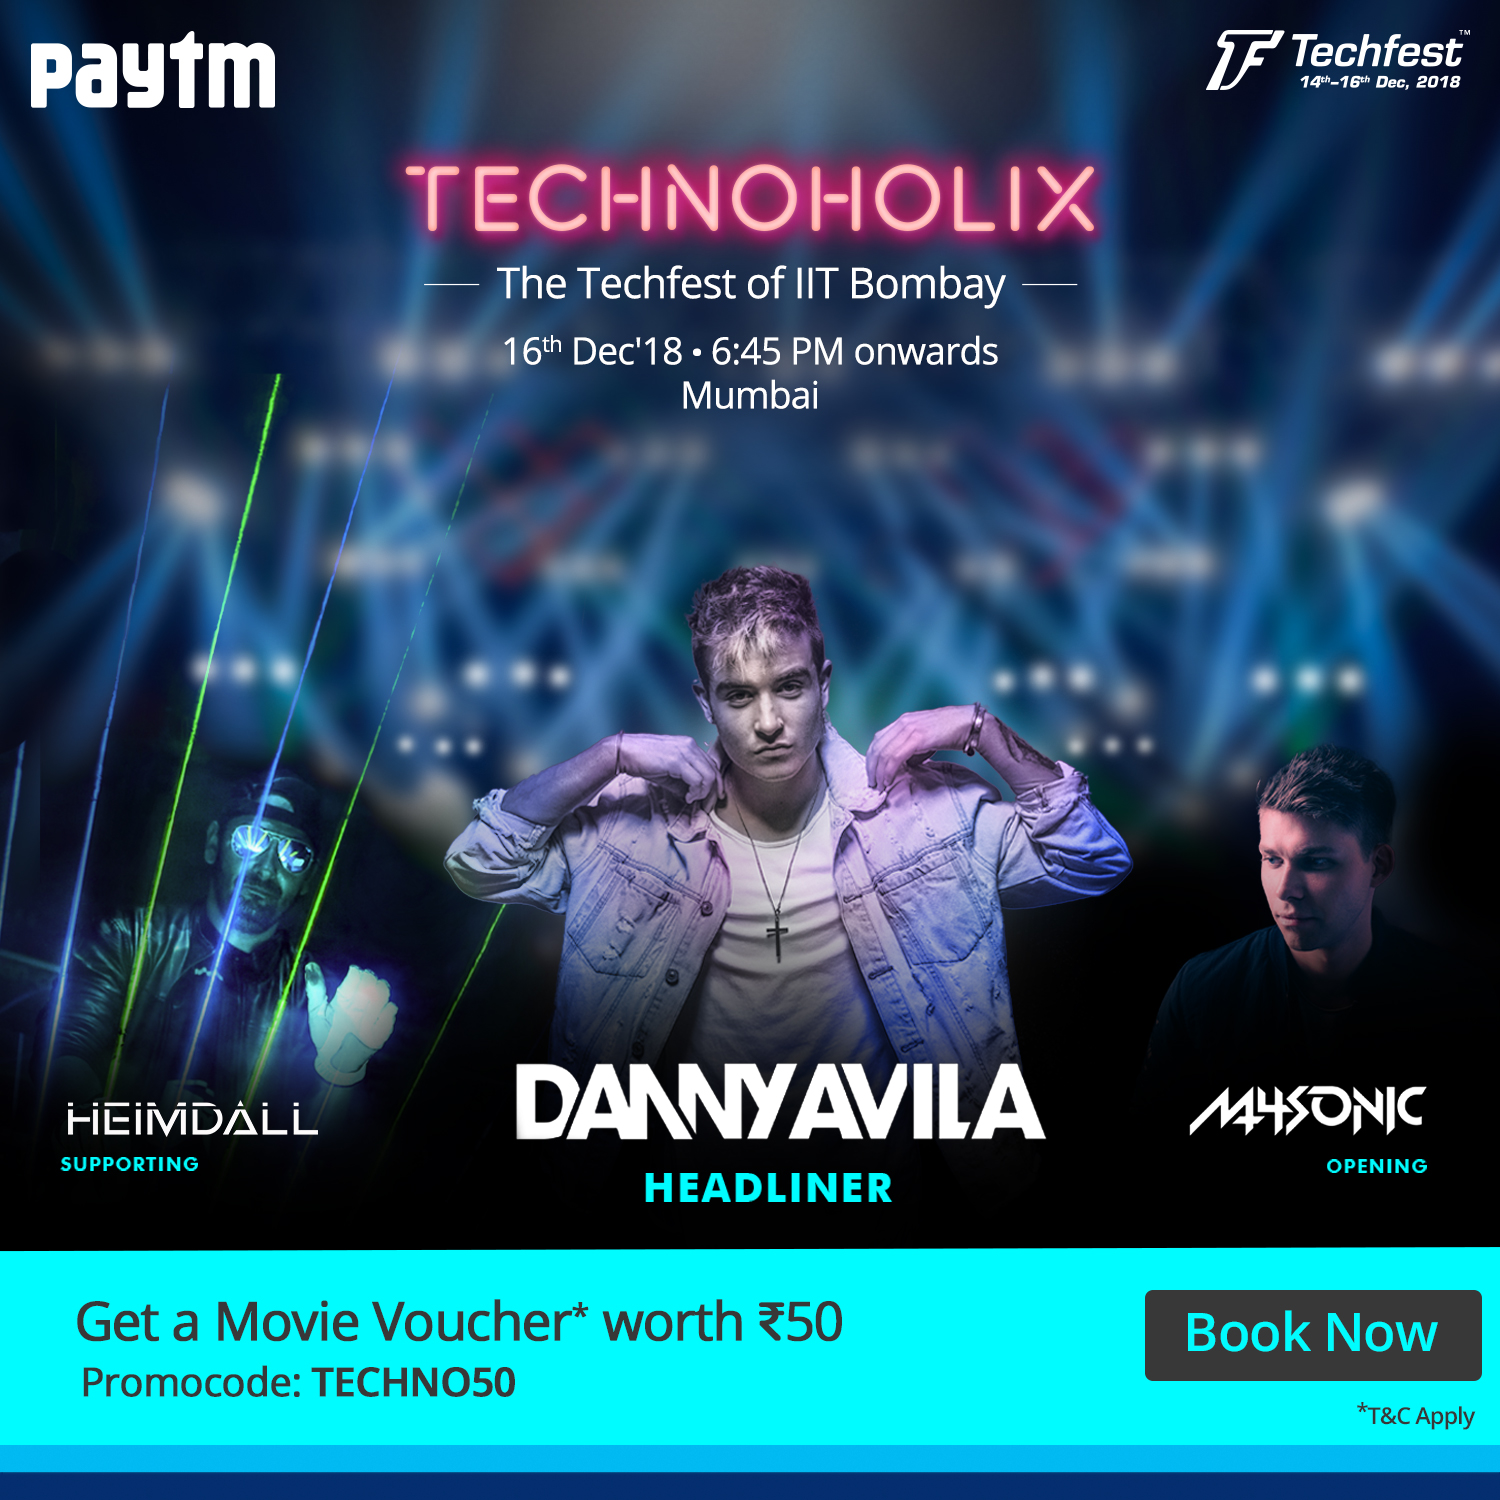 paytm
TF Techfest™
14th-16th Dec, 2018
TECHNOHOLIX
The Techfest of IIT Bombay
16th Dec'18 • 6:45 PM onwards
Mumbai
HEIMDALL
SUPPORTING
DANNY AVILA
HEADLINER
M4SONIC
OPENING
Get a Movie Voucher* worth ₹50
Promocode: TECHNO50
Book Now
*T&C Apply